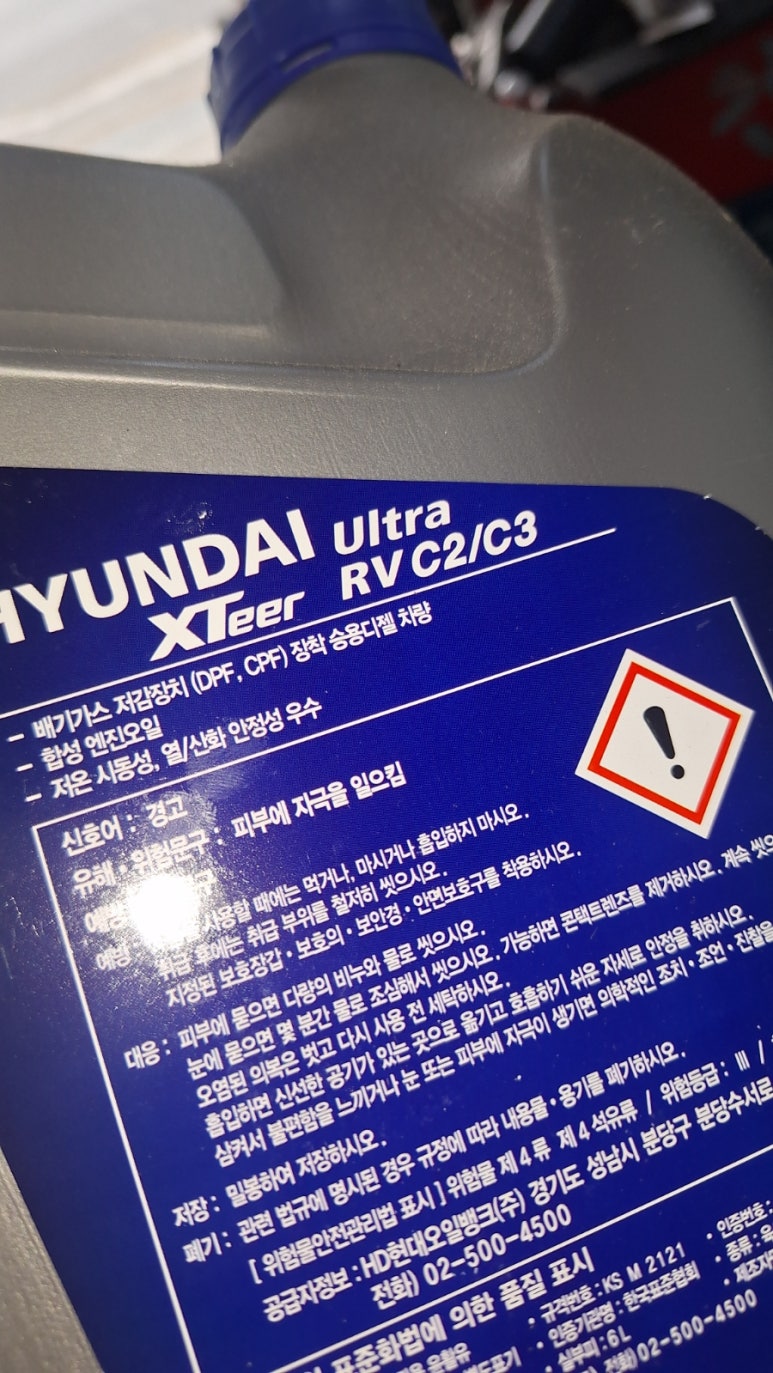 HYUNDAI Ultra
XTeer RV C2/C3
- 배기가스 저감장치 (DPF, CPF) 장착 승용디젤 차량
- 합성 엔진오일
- 저온 시동성, 열/산화 안정성 우수
신호어 : 경고
유해·위험문구 : 피부에 자극을 일으킴
사용할 때에는 먹거나, 마시거나 흡입하지 마시오.
예방 : 취급 후에는 취급 부위를 철저히 씻으시오.
지정된 보호장갑·보호의·보안경·안면보호구를 착용하시오.
대응 : 피부에 묻으면 다량의 비누와 물로 씻으시오.
눈에 묻으면 몇 분간 물로 조심해서 씻으시오. 가능하면 콘택트렌즈를 제거하시오. 계속 씻으
오염된 의복은 벗고 다시 사용 전 세탁하시오.
흡입하면 신선한 공기가 있는 곳으로 옮기고 호흡하기 쉬운 자세로 안정을 취하시오.
삼켜서 불편함을 느끼거나 눈 또는 피부에 자극이 생기면 의학적인 조치·조언·진찰을
저장 : 밀봉하여 저장하시오.
폐기 : 관련 법규에 명시된 경우 규정에 따라 내용물·용기를 폐기하시오.
[ 위험물안전관리법 표시 ] 위험물 제 4 류 제 4 석유류 / 위험등급 : III /
공급자정보 : HD현대오일뱅크(주) 경기도 성남시 분당구 분당수서로
전화) 02-500-4500
표준화법에 의한 품질 표시
윤활유
· 규격번호 : KS M 2121
· 인증번호 :
별도표기
· 인증기관명 : 한국표준협회
· 종류 :
· 실부피 : 6 L
· 제조자
전화) 02-500-4500